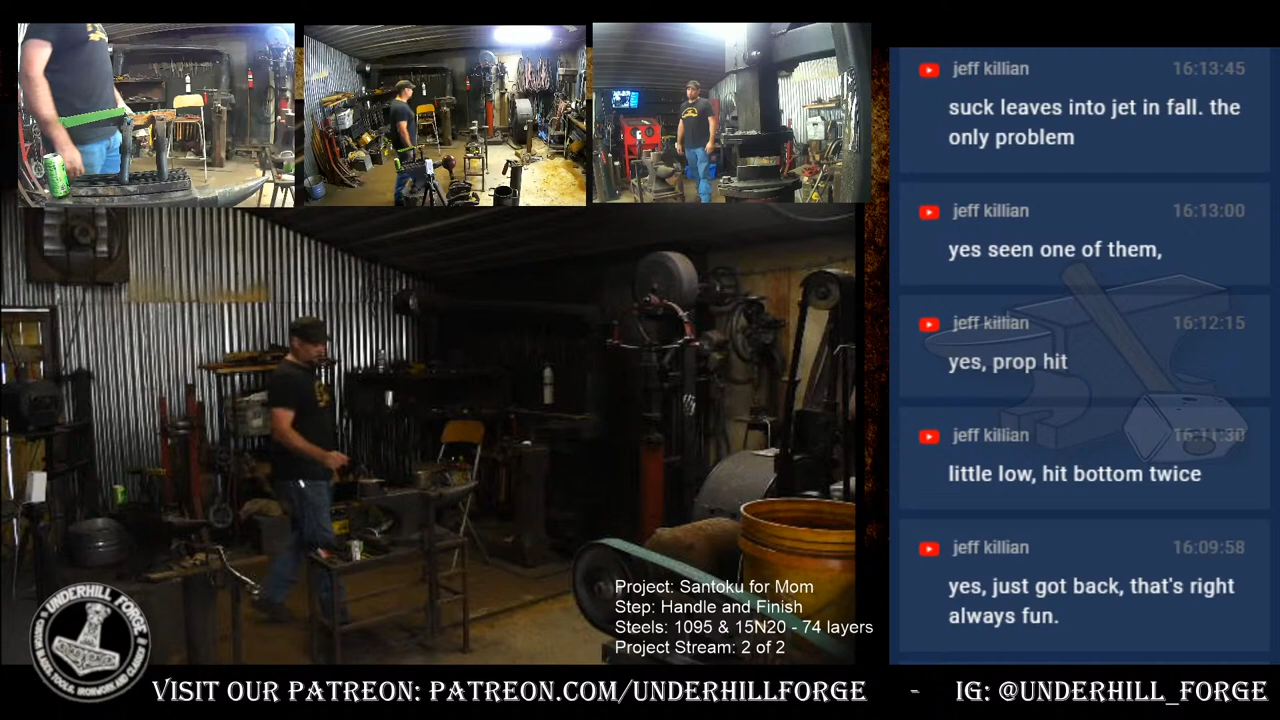 jeff killian 16:13:45
suck leaves into jet in fall. the
only problem
jeff killian 16:13:00
yes seen one of them,
jeff killian 16:12:15
yes, prop hit
jeff killian 16:11:30
little low, hit bottom twice
jeff killian 16:09:58
yes, just got back, that's right
always fun.
Project: Santoku for Mom
Step: Handle and Finish
Steels: 1095 & 15N20 - 74 layers
Project Stream: 2 of 2
UNDERHILL FORGE
VISIT OUR PATREON: PATREON.COM/UNDERHILLFORGE - IG: @UNDERHILL_FORGE